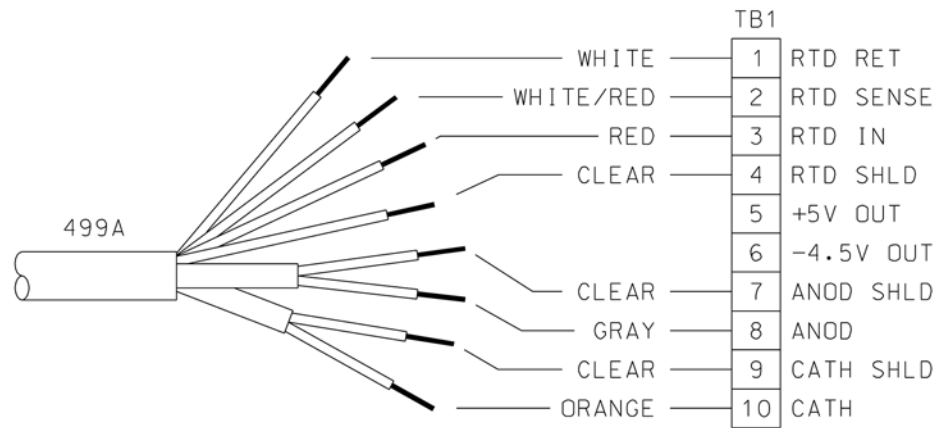 TB1
WHITE 1 RTD RET
WHITE/RED 2 RTD SENSE
RED 3 RTD IN
CLEAR 4 RTD SHLD
5 +5V OUT
499A
6 -4.5V OUT
CLEAR 7 ANOD SHLD
GRAY 8 ANOD
CLEAR 9 CATH SHLD
ORANGE 10 CATH